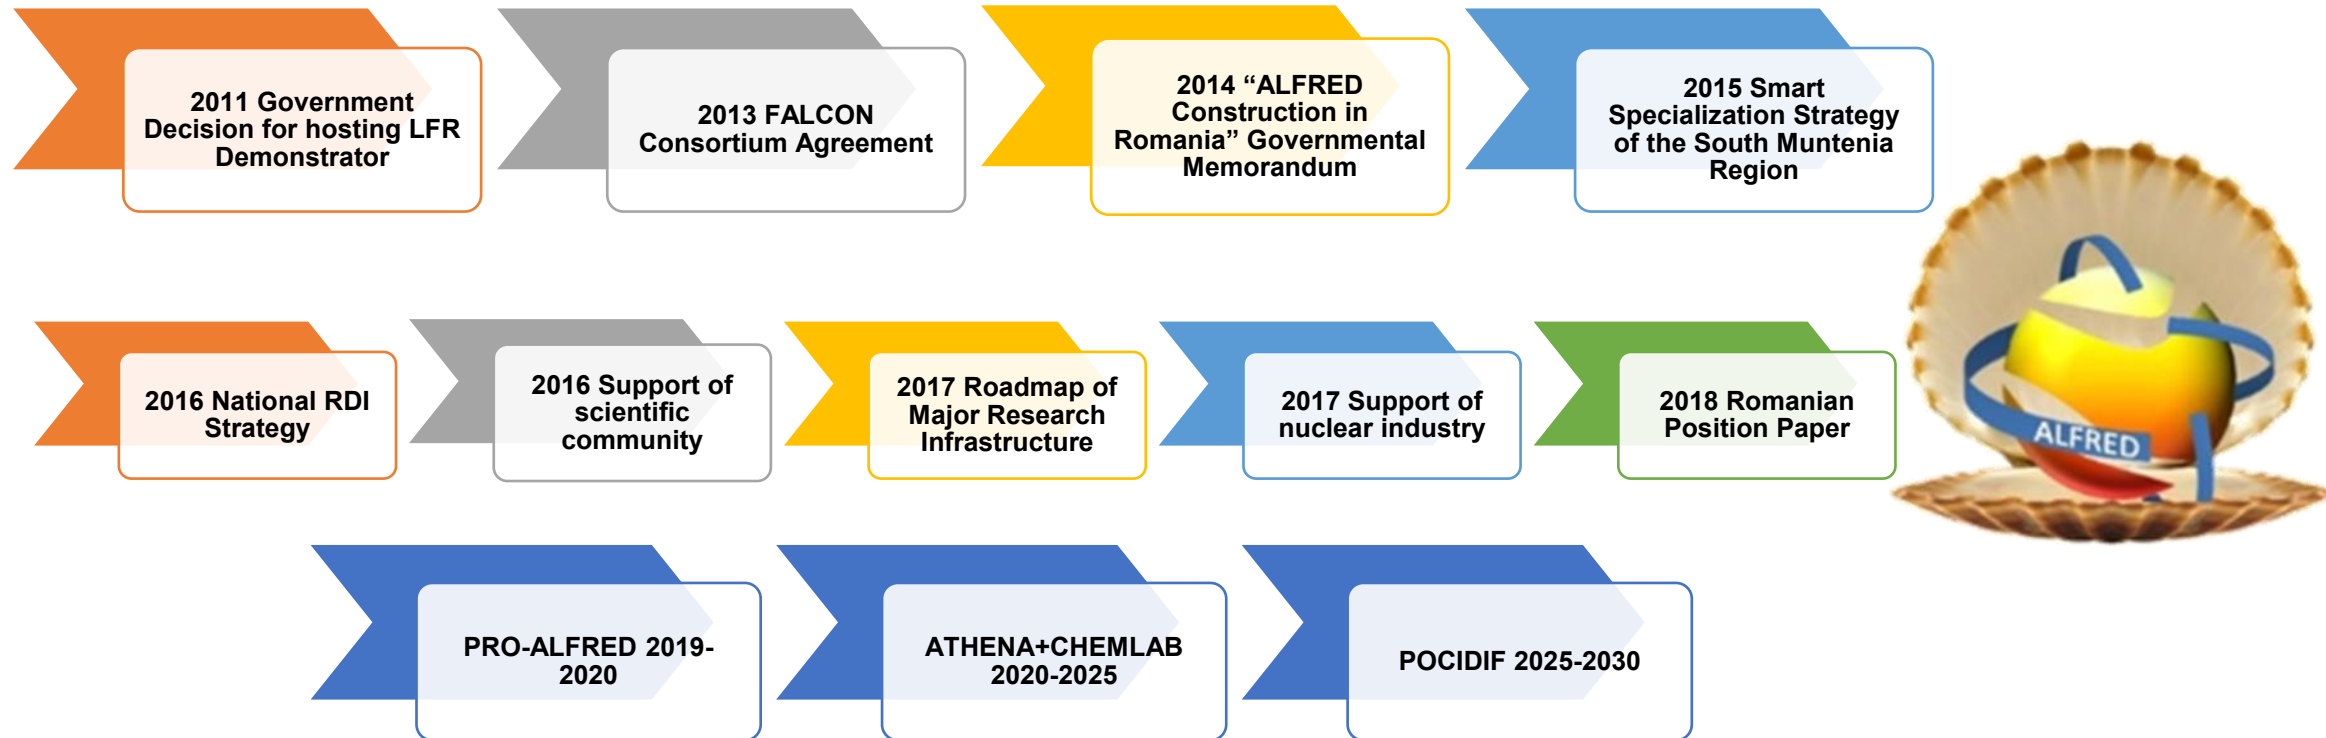 2011 Government
Decision for hosting LFR
Demonstrator
2013 FALCON
Consortium Agreement
2014 “ALFRED
Construction in
Romania” Governmental
Memorandum
2015 Smart
Specialization Strategy
of the South Muntenia
Region
2016 National RDI
Strategy
2016 Support of
scientific
community
2017 Roadmap of
Major Research
Infrastructure
2017 Support of
nuclear industry
2018 Romanian
Position Paper
ALFRED
PRO-ALFRED 2019-
2020
ATHENA+CHEMLAB
2020-2025
POCIDIF 2025-2030